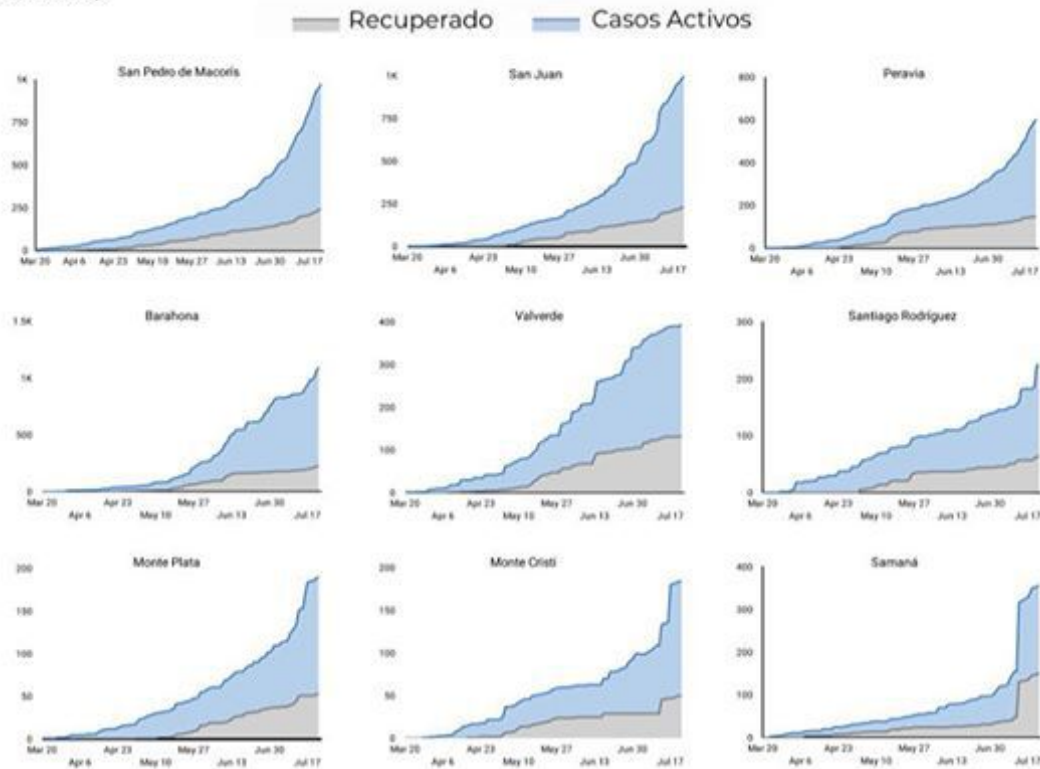 Recuperado Casos Activos
San Pedro de Macorís
1K
750
500
250
0
Mar 20 Apr 6 Apr 23 May 10 May 27 Jun 13 Jun 30 Jul 17
San Juan
1K
750
500
250
0
Mar 20 Apr 23 May 27 Jun 30
Apr 6 May 10 Jun 13 Jul 17
Peravia
800
600
400
200
0
Mar 20 Apr 23 May 27 Jun 30
Apr 6 May 10 Jun 13 Jul 17
Barahona
1.5K
1K
500
0
Mar 20 Apr 23 May 27 Jun 30
Apr 6 May 10 Jun 13 Jul 17
Valverde
400
300
200
100
0
Mar 20 Apr 23 May 27 Jun 30
Apr 6 May 10 Jun 13 Jul 17
Santiago Rodríguez
300
200
100
0
Mar 20 Apr 23 May 27 Jun 30
Apr 6 May 10 Jun 13 Jul 17
Monte Plata
200
150
100
50
0
Mar 20 Apr 23 May 27 Jun 30
Apr 6 May 10 Jun 13 Jul 17
Monte Cristi
200
150
100
50
0
Mar 20 Apr 23 May 27 Jun 30
Apr 6 May 10 Jun 13 Jul 17
Samaná
400
300
200
100
0
Mar 20 Apr 23 May 27 Jun 30
Apr 6 May 10 Jun 13 Jul 17